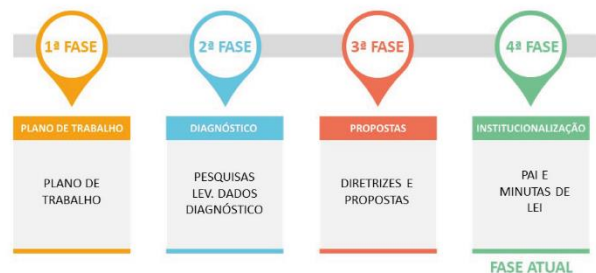 1ª FASE
2ª FASE
3ª FASE
4ª FASE
PLANO DE TRABALHO
DIAGNÓSTICO
PROPOSTAS
INSTITUCIONALIZAÇÃO
PLANO DE
TRABALHO
PESQUISAS
LEV. DADOS
DIAGNÓSTICO
DIRETRIZES E
PROPOSTAS
PAI E
MINUTAS DE
LEI
FASE ATUAL